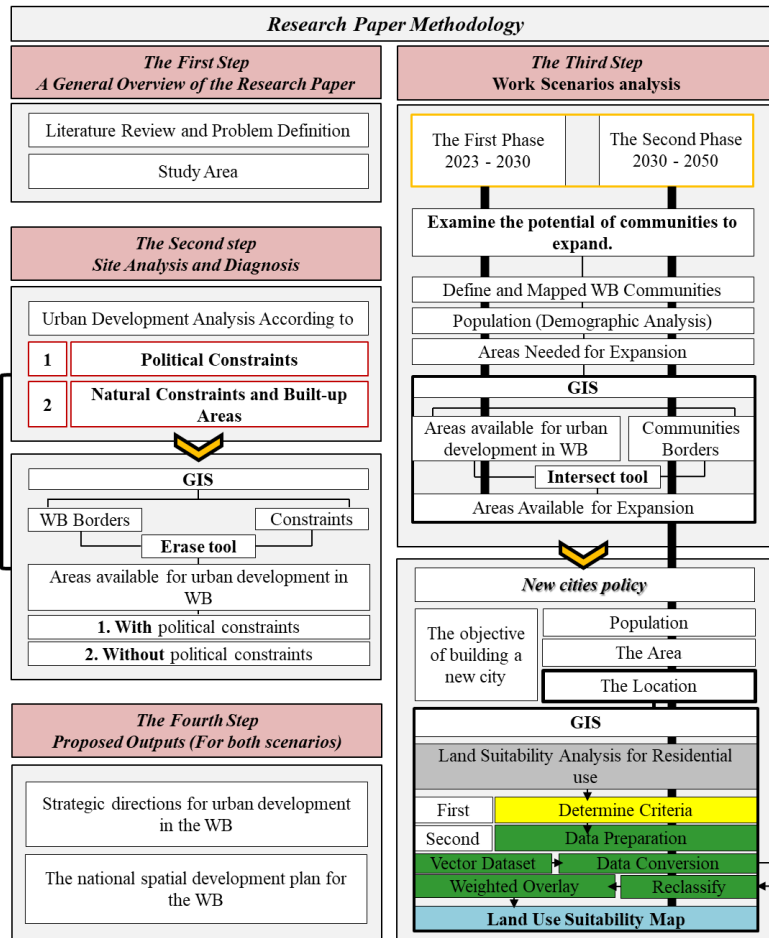 Research Paper Methodology
The First Step
A General Overview of the Research Paper
Literature Review and Problem Definition
Study Area
The Second step
Site Analysis and Diagnosis
Urban Development Analysis According to
1
Political Constraints
2
Natural Constraints and Built-up
Areas
GIS
WB Borders
Constraints
Erase tool
Areas available for urban development in
WB
1. With political constraints
2. Without political constraints
The Fourth Step
Proposed Outputs (For both scenarios)
Strategic directions for urban development
in the WB
The national spatial development plan for
the WB
The Third Step
Work Scenarios analysis
The First Phase
2023 - 2030
The Second Phase
2030 - 2050
Examine the potential of communities to
expand.
Define and Mapped WB Communities
Population (Demographic Analysis)
Areas Needed for Expansion
GIS
Areas available for urban
development in WB
Communities
Borders
Intersect tool
Areas Available for Expansion
New cities policy
The objective
of building a
new city
Population
The Area
The Location
GIS
Land Suitability Analysis for Residential
use
First
Determine Criteria
Second
Data Preparation
Vector Dataset
Data Conversion
Weighted Overlay
Reclassify
Land Use Suitability Map